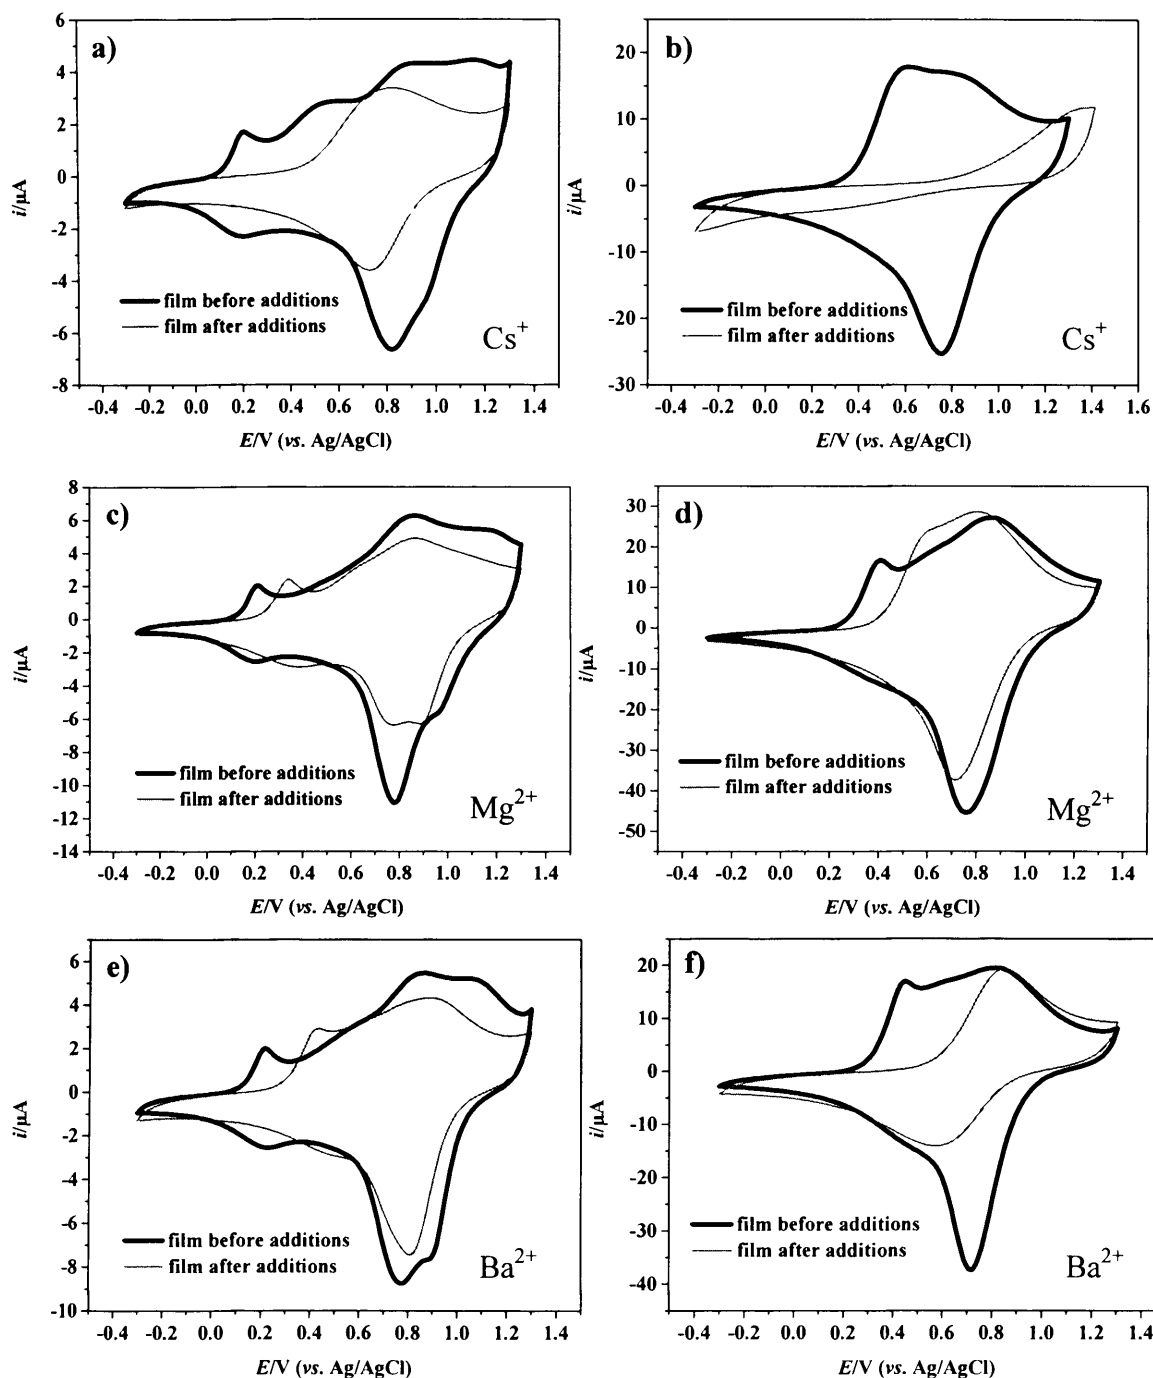 a)
6
4
2
0
-2
-4
-6
-8
i/µA
film before additions
film after additions
Cs+
-0.4 -0.2 0.0 0.2 0.4 0.6 0.8 1.0 1.2 1.4
E/V (vs. Ag/AgCl)
b)
20
10
0
-10
-20
-30
i/µA
film before additions
film after additions
Cs+
-0.4 -0.2 0.0 0.2 0.4 0.6 0.8 1.0 1.2 1.4 1.6
E/V (vs. Ag/AgCl)
c)
8
6
4
2
0
-2
-4
-6
-8
-10
-12
-14
i/µA
film before additions
film after additions
Mg2+
-0.4 -0.2 0.0 0.2 0.4 0.6 0.8 1.0 1.2 1.4
E/V (vs. Ag/AgCl)
d)
30
20
10
0
-10
-20
-30
-40
-50
i/µA
film before additions
film after additions
Mg2+
-0.4 -0.2 0.0 0.2 0.4 0.6 0.8 1.0 1.2 1.4
E/V (vs. Ag/AgCl)
e)
6
4
2
0
-2
-4
-6
-8
-10
i/µA
film before additions
film after additions
Ba2+
-0.2 0.0 0.2 0.4 0.6 0.8 1.0 1.2 1.4
E/V (vs. Ag/AgCl)
f)
20
10
0
-10
-20
-30
-40
i/µA
film before additions
film after additions
Ba2+
-0.4 -0.2 0.0 0.2 0.4 0.6 0.8 1.0 1.2 1.4
E/V (vs. Ag/AgCl)